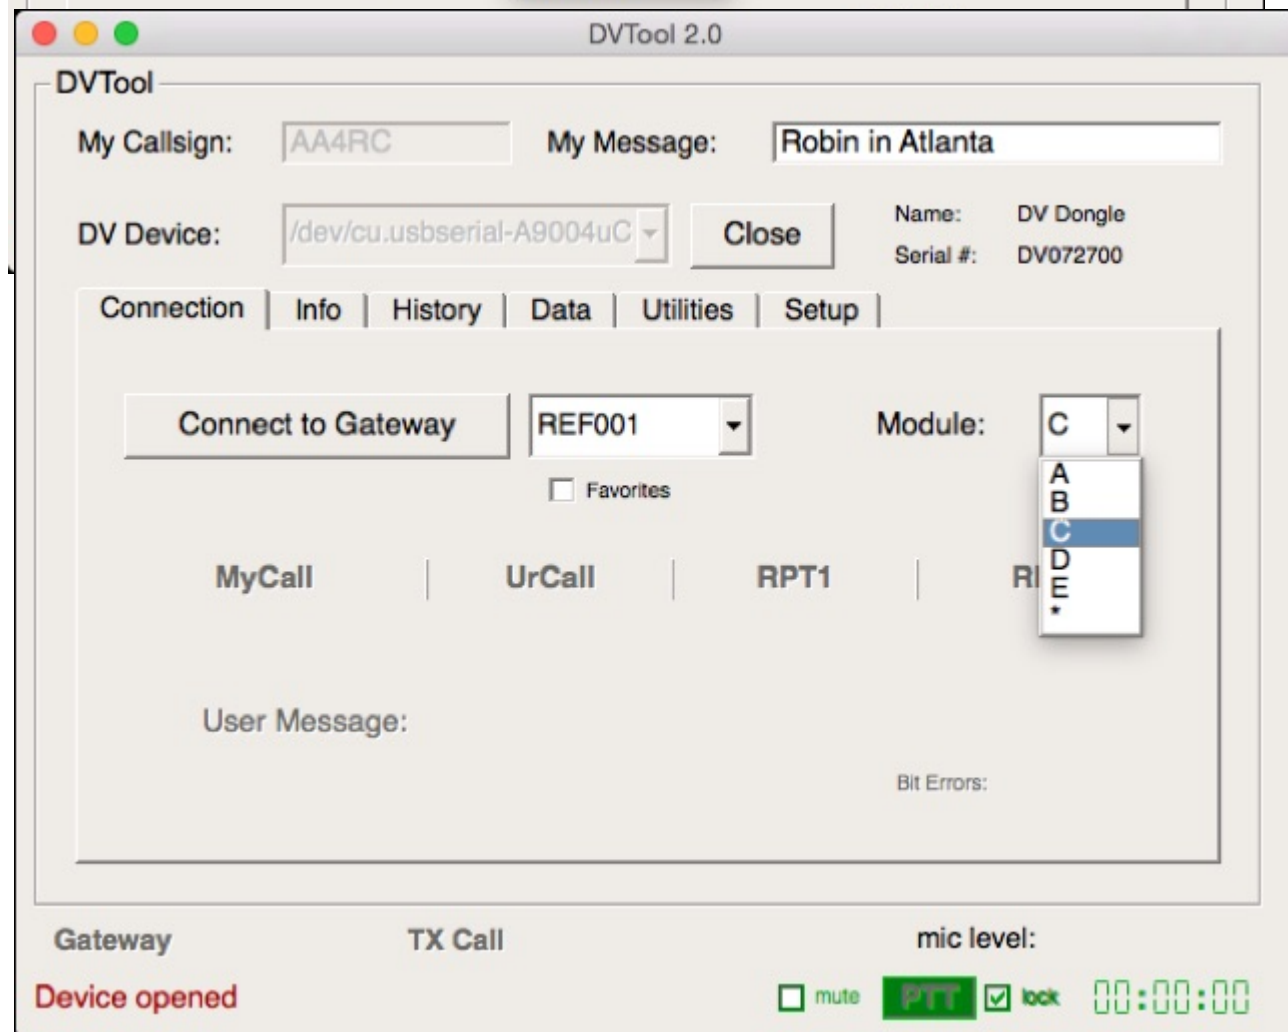 DVTool 2.0
DVTool
My Callsign: AA4RC My Message: Robin in Atlanta
DV Device: /dev/cu.usbserial-A9004uC Close Name: DV Dongle
Serial #: DV072700
Connection Info History Data Utilities Setup
Connect to Gateway REF001 Module: C
Favorites
A
B
C
D
E
*
MyCall UrCall RPT1
User Message:
Bit Errors:
Gateway TX Call mic level:
Device opened mute PTT lock 00:00:00